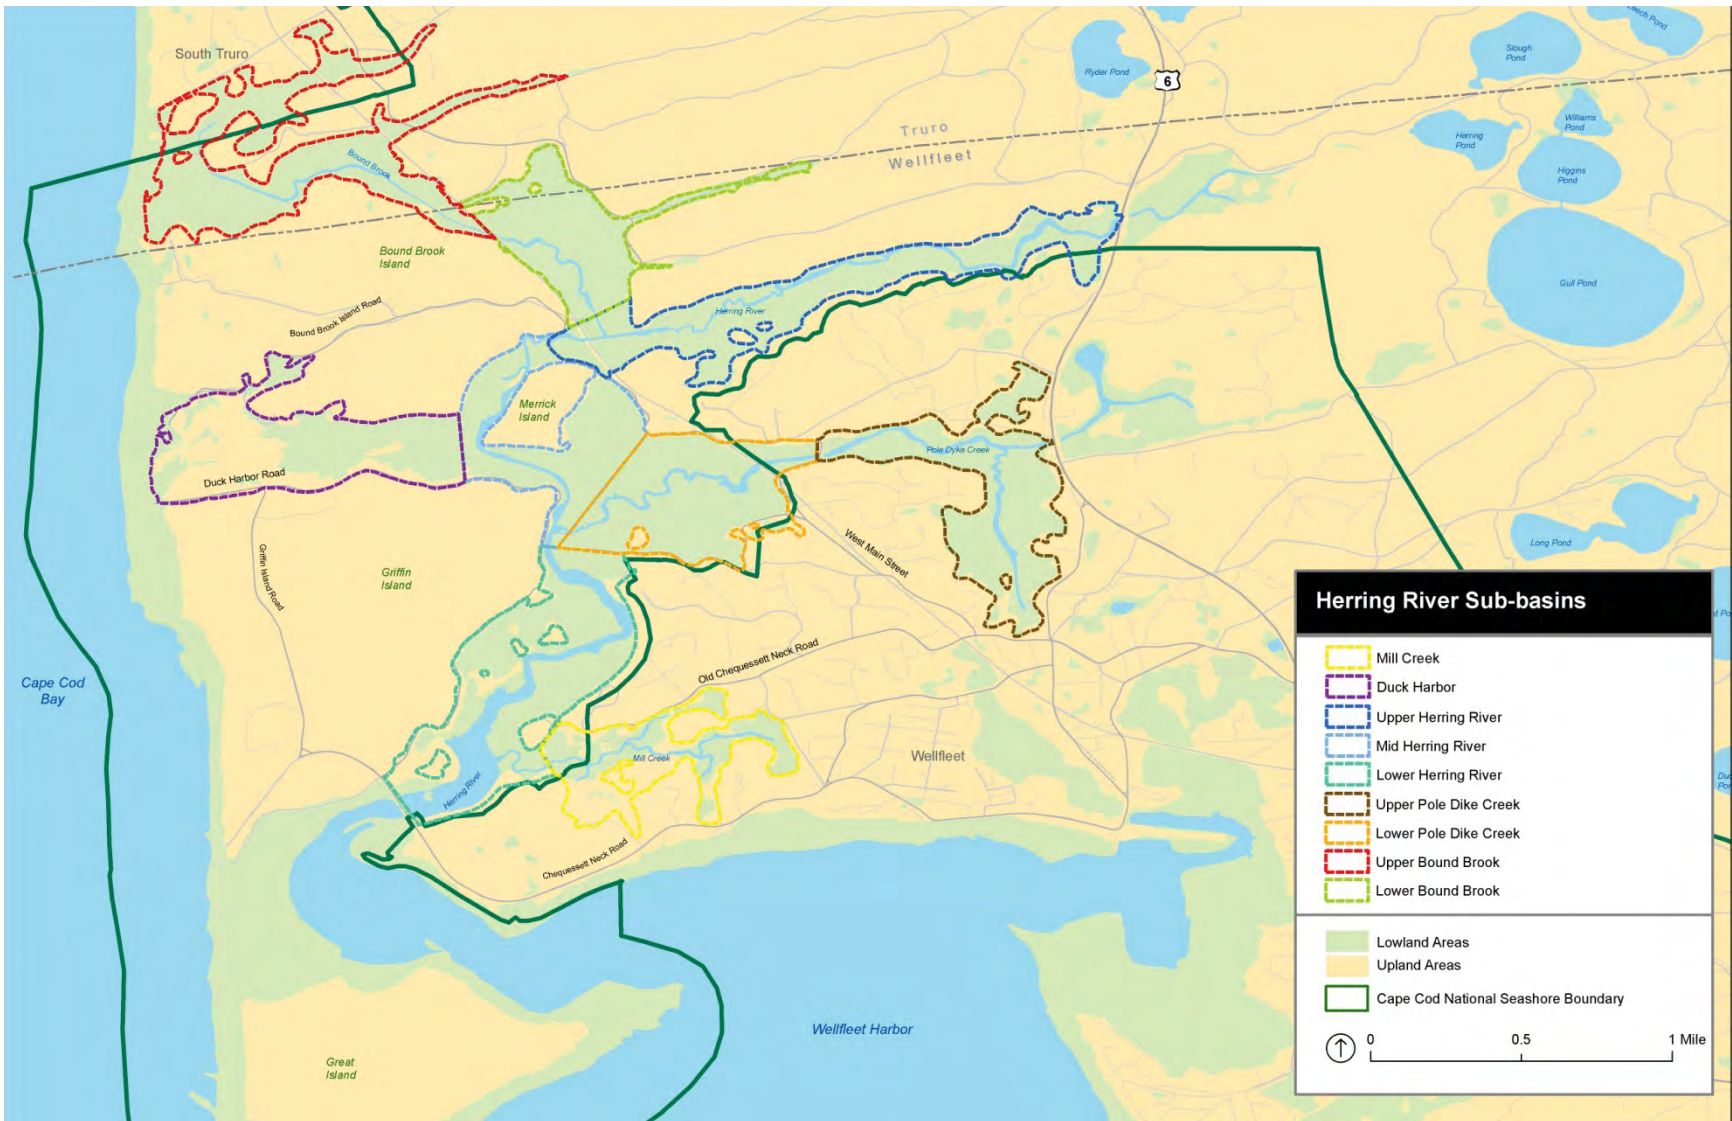 South Truro
Ryder Pond
6
Slough
Pond
Leech Pond
Williams
Pond
Herring
Pond
Higgins
Pond
Gull Pond
Truro
Wellfleet
Bound Brook
Bound Brook
Island
Bound Brook Island Road
Herring River
Merrick
Island
Duck Harbor Road
Pole Dyke Creek
West Main Street
Long Pond
Griffin Island Road
Griffin
Island
Old Chequessett Neck Road
Cape Cod
Bay
Mill Creek
Wellfleet
Herring River
Chequessett Neck Road
Wellfleet Harbor
Great
Island
Herring River Sub-basins
Mill Creek
Duck Harbor
Upper Herring River
Mid Herring River
Lower Herring River
Upper Pole Dike Creek
Lower Pole Dike Creek
Upper Bound Brook
Lower Bound Brook
Lowland Areas
Upland Areas
Cape Cod National Seashore Boundary
0 0.5 1 Mile